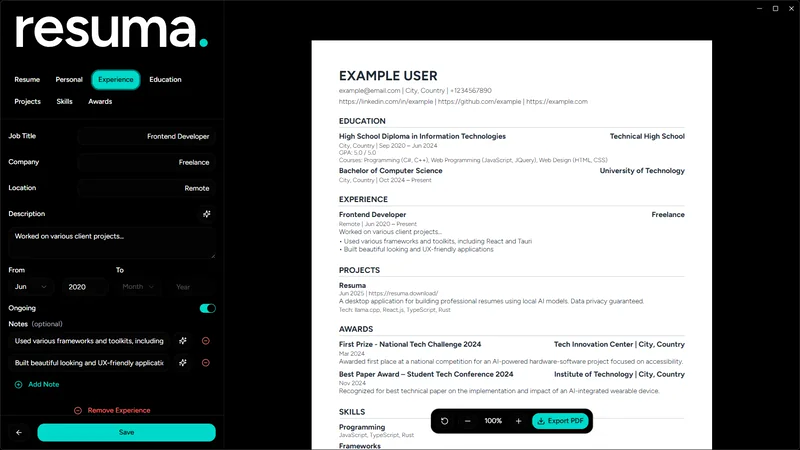 resuma.
Resume Personal Experience Education
Projects Skills Awards
Job Title Frontend Developer
Company Freelance
Location Remote
Description
Worked on various client projects...
From To
Jun 2020 Month Year
Ongoing
Notes (optional)
Used various frameworks and toolkits, including
Built beautiful looking and UX-friendly applicatic
Add Note
Remove Experience
Save
EXAMPLE USER
example@email.com | City, Country | +1234567890
https://linkedin.com/in/example | https://github.com/example | https://example.com
EDUCATION
High School Diploma in Information Technologies Technical High School
City, Country | Sep 2020 – Jun 2024
GPA: 5.0 / 5.0
Courses: Programming (C#, C++), Web Programming (JavaScript, JQuery), Web Design (HTML, CSS)
Bachelor of Computer Science University of Technology
City, Country | Oct 2024 – Present
EXPERIENCE
Frontend Developer Freelance
Remote | Jun 2020 – Present
Worked on various client projects...
• Used various frameworks and toolkits, including React and Tauri
• Built beautiful looking and UX-friendly applications
PROJECTS
Resuma
Jun 2025 | https://resuma.download/
A desktop application for building professional resumes using local AI models. Data privacy guaranteed.
Tech: llama.cpp, React.js, TypeScript, Rust
AWARDS
First Prize - National Tech Challenge 2024 Tech Innovation Center | City, Country
Mar 2024
Awarded first place at a national competition for an AI-powered hardware-software project focused on accessibility.
Best Paper Award – Student Tech Conference 2024 Institute of Technology | City, Country
Nov 2024
Recognized for best technical paper on the implementation and impact of an AI-integrated wearable device.
SKILLS
Programming
JavaScript, TypeScript, Rust
Frameworks
100% Export PDF